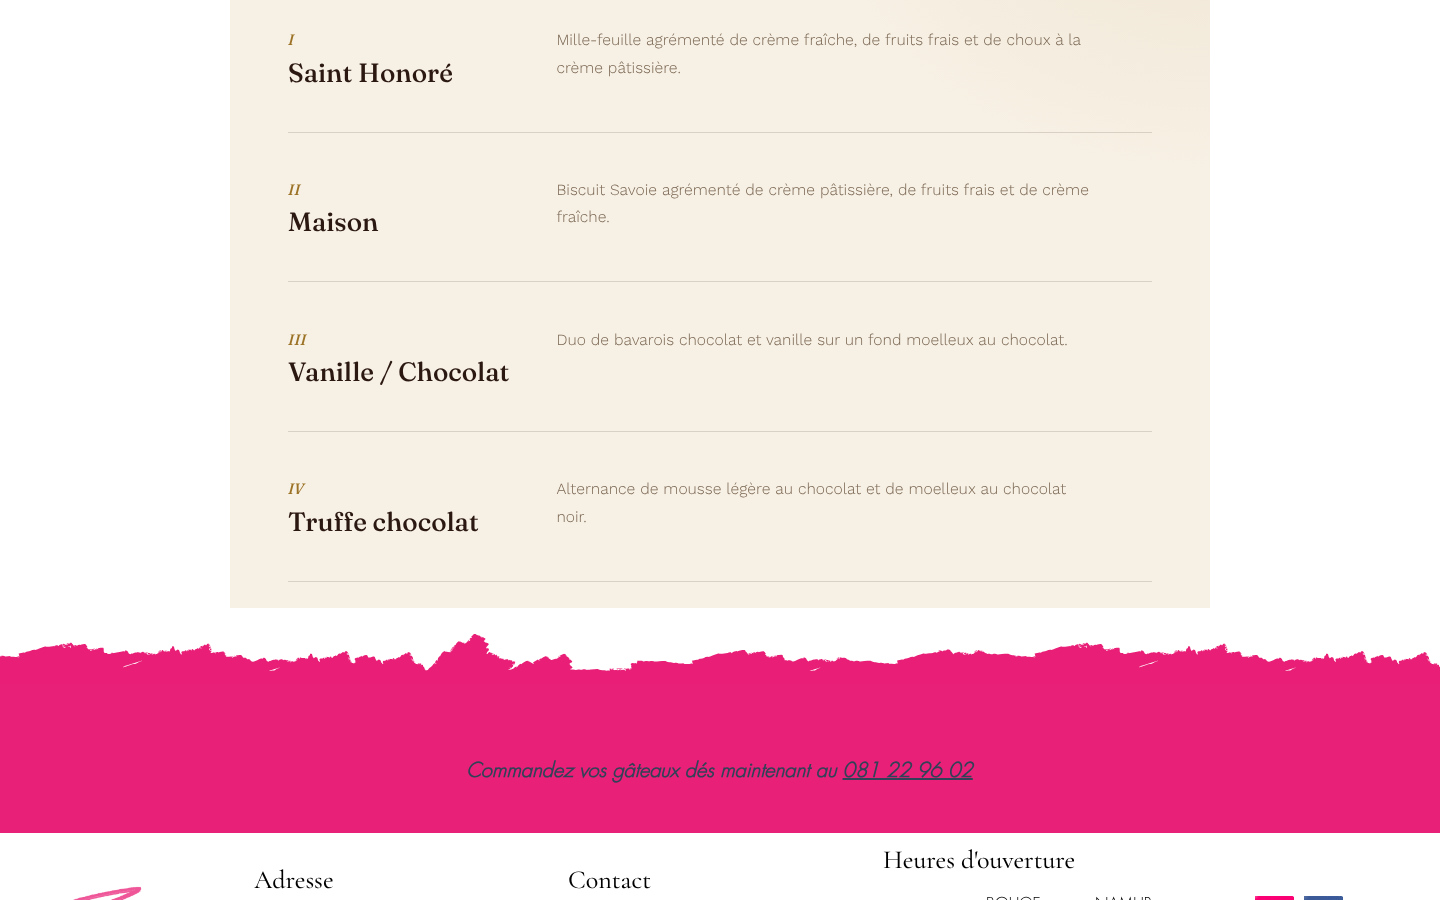 I
Saint Honoré
Mille-feuille agrémenté de crème fraîche, de fruits frais et de choux à la
crème pâtissière.
II
Maison
Biscuit Savoie agrémenté de crème pâtissière, de fruits frais et de crème
fraîche.
III
Vanille / Chocolat
Duo de bavarois chocolat et vanille sur un fond moelleux au chocolat.
IV
Truffe chocolat
Alternance de mousse légère au chocolat et de moelleux au chocolat
noir.
Commandez vos gâteaux dés maintenant au 081 22 96 02
Adresse
Contact
Heures d'ouverture
BOUGE NAMUR